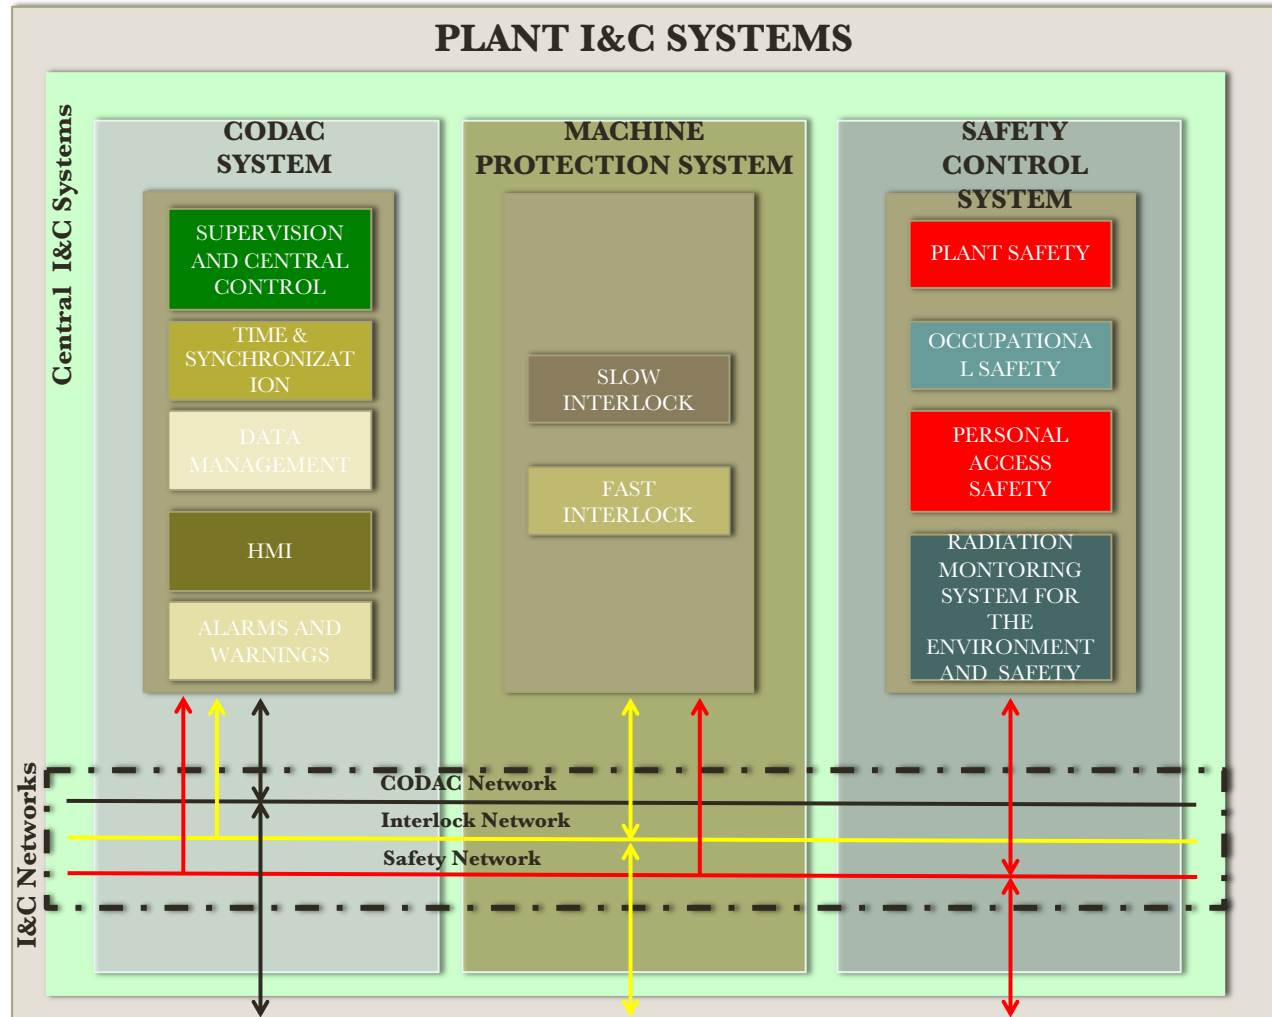 PLANT I&C SYSTEMS
Central I&C Systems
CODAC
SYSTEM
SUPERVISION
AND CENTRAL
CONTROL
TIME &
SYNCHRONIZAT
ION
DATA
MANAGEMENT
HMI
ALARMS AND
WARNINGS
MACHINE
PROTECTION SYSTEM
SLOW
INTERLOCK
FAST
INTERLOCK
SAFETY
CONTROL
SYSTEM
PLANT SAFETY
OCCUPATIONA
L SAFETY
PERSONAL
ACCESS
SAFETY
RADIATION
MONTORING
SYSTEM FOR
THE
ENVIRONMENT
AND SAFETY
I&C Networks
CODAC Network
Interlock Network
Safety Network